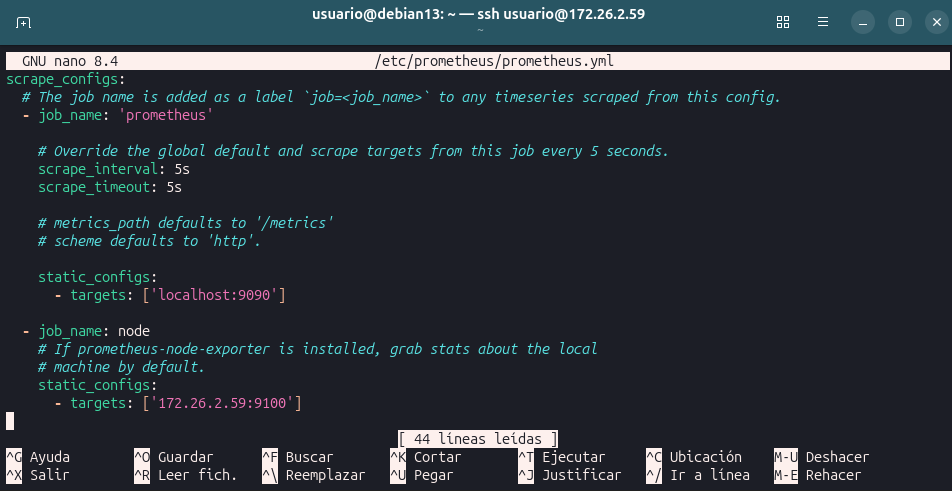 usuario@debian13: ~ — ssh usuario@172.26.2.59
~
GNU nano 8.4 /etc/prometheus/prometheus.yml
scrape_configs:
  # The job name is added as a label `job=<job_name>` to any timeseries scraped from this config.
  - job_name: 'prometheus'

    # Override the global default and scrape targets from this job every 5 seconds.
    scrape_interval: 5s
    scrape_timeout: 5s

    # metrics_path defaults to '/metrics'
    # scheme defaults to 'http'.

    static_configs:
      - targets: ['localhost:9090']

  - job_name: node
    # If prometheus-node-exporter is installed, grab stats about the local
    # machine by default.
    static_configs:
      - targets: ['172.26.2.59:9100']
[ 44 líneas leídas ]
^G Ayuda ^O Guardar ^F Buscar ^K Cortar ^T Ejecutar ^C Ubicación M-U Deshacer
^X Salir ^R Leer fich. ^\ Reemplazar ^U Pegar ^J Justificar ^/ Ir a línea M-E Rehacer